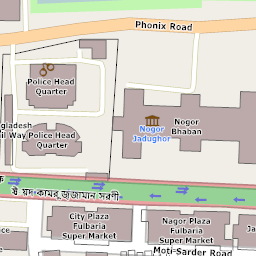 Phonix Road
Police Head
Quarter
Nogor
Jadughor
Nogor
Bhaban
Police Head
Quarter
City Plaza
Fulbaria
Super Market
Nagor Plaza
Fulbaria
Super Market
Moti-Sarder Road